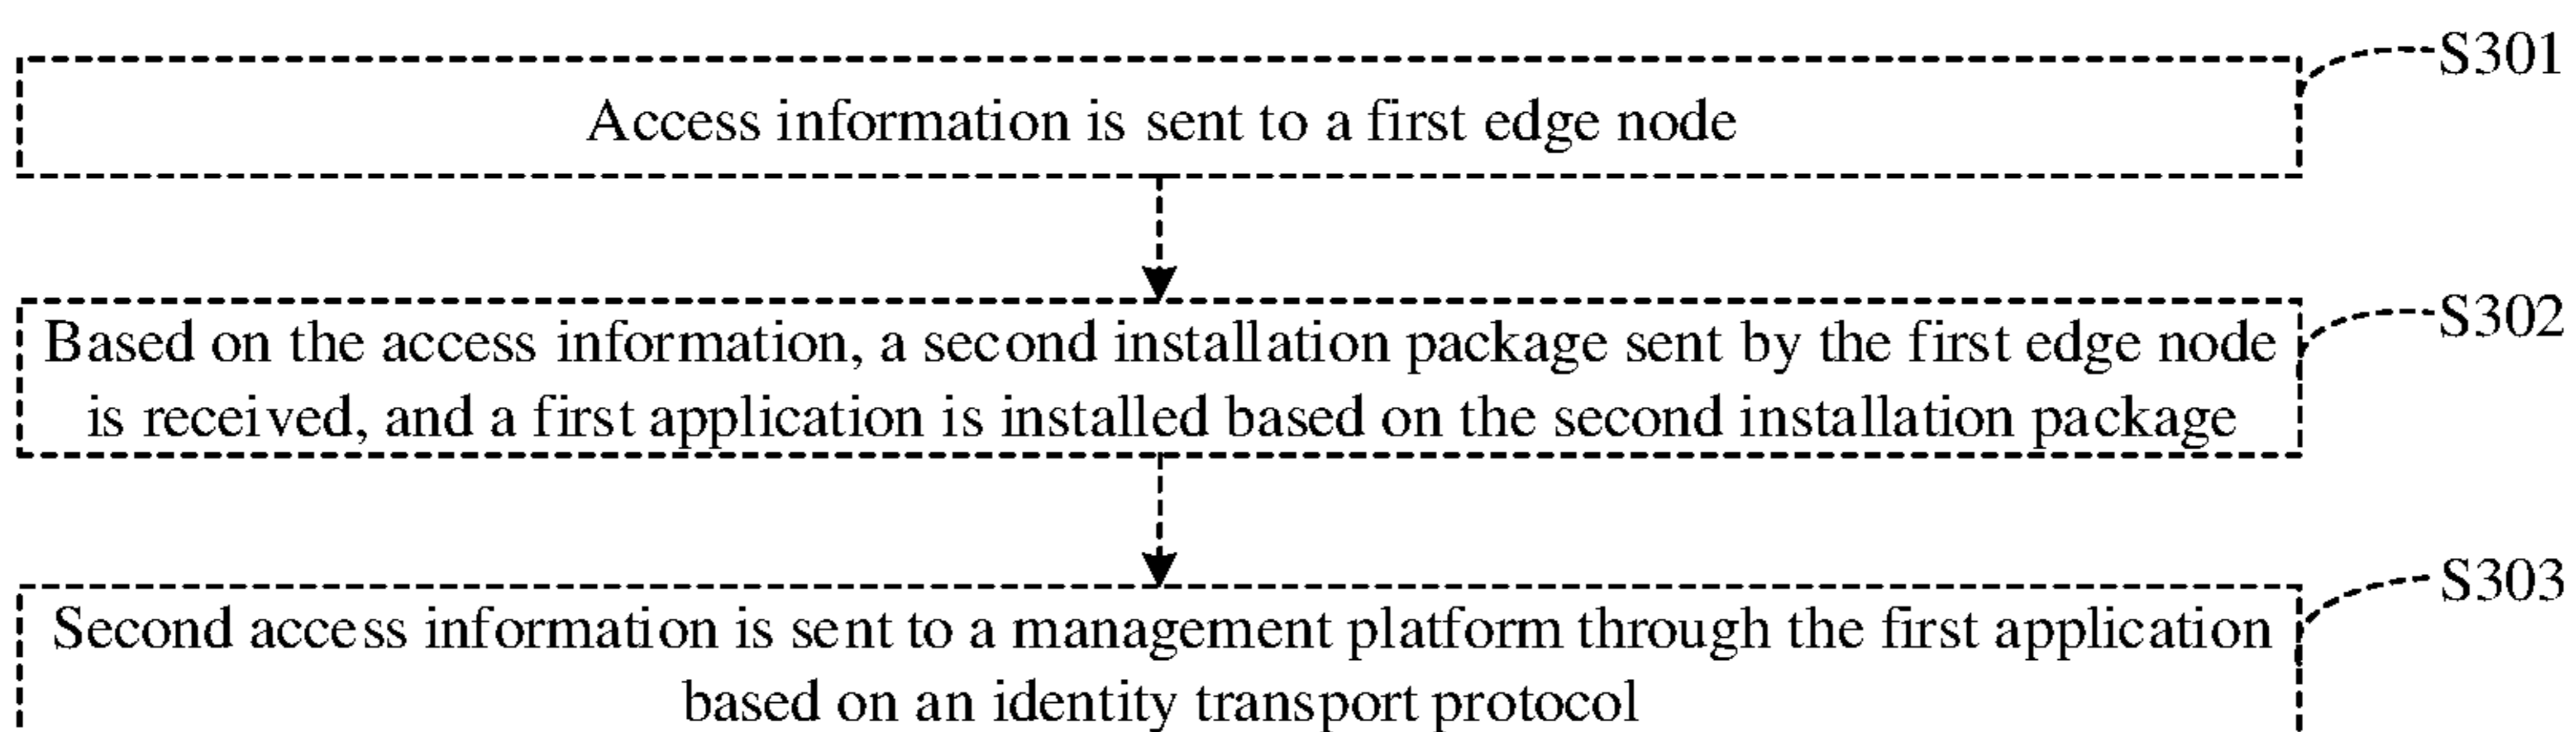 S301
Access information is sent to a first edge node
S302
Based on the access information, a second installation package sent by the first edge node
is received, and a first application is installed based on the second installation package
S303
Second access information is sent to a management platform through the first application
based on an identity transport protocol